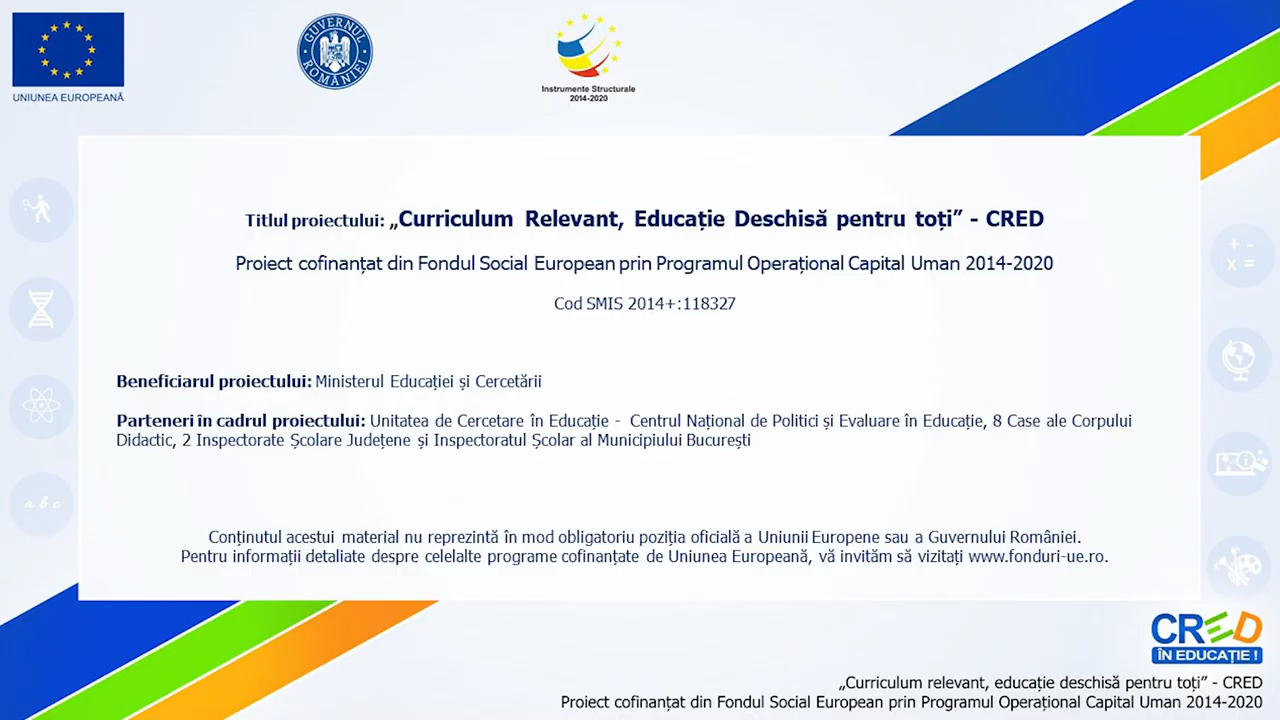 UNIUNEA EUROPEANĂ
GUVERNUL ROMÂNIEI
Instrumente Structurale
2014-2020
Titlul proiectului: „Curriculum Relevant, Educație Deschisă pentru toți” - CRED
Proiect cofinanțat din Fondul Social European prin Programul Operațional Capital Uman 2014-2020
Cod SMIS 2014+:118327
Beneficiarul proiectului: Ministerul Educației și Cercetării
Parteneri în cadrul proiectului: Unitatea de Cercetare în Educație - Centrul Național de Politici și Evaluare în Educație, 8 Case ale Corpului
Didactic, 2 Inspectorate Școlare Județene și Inspectoratul Școlar al Municipiului București
a b c
+ -
x =
Conținutul acestui material nu reprezintă în mod obligatoriu poziția oficială a Uniunii Europene sau a Guvernului României.
Pentru informații detaliate despre celelalte programe cofinanțate de Uniunea Europeană, vă invităm să vizitați www.fonduri-ue.ro.
CRED
ÎN EDUCAȚIE !
„Curriculum relevant, educație deschisă pentru toți” - CRED
Proiect cofinanțat din Fondul Social European prin Programul Operațional Capital Uman 2014-2020